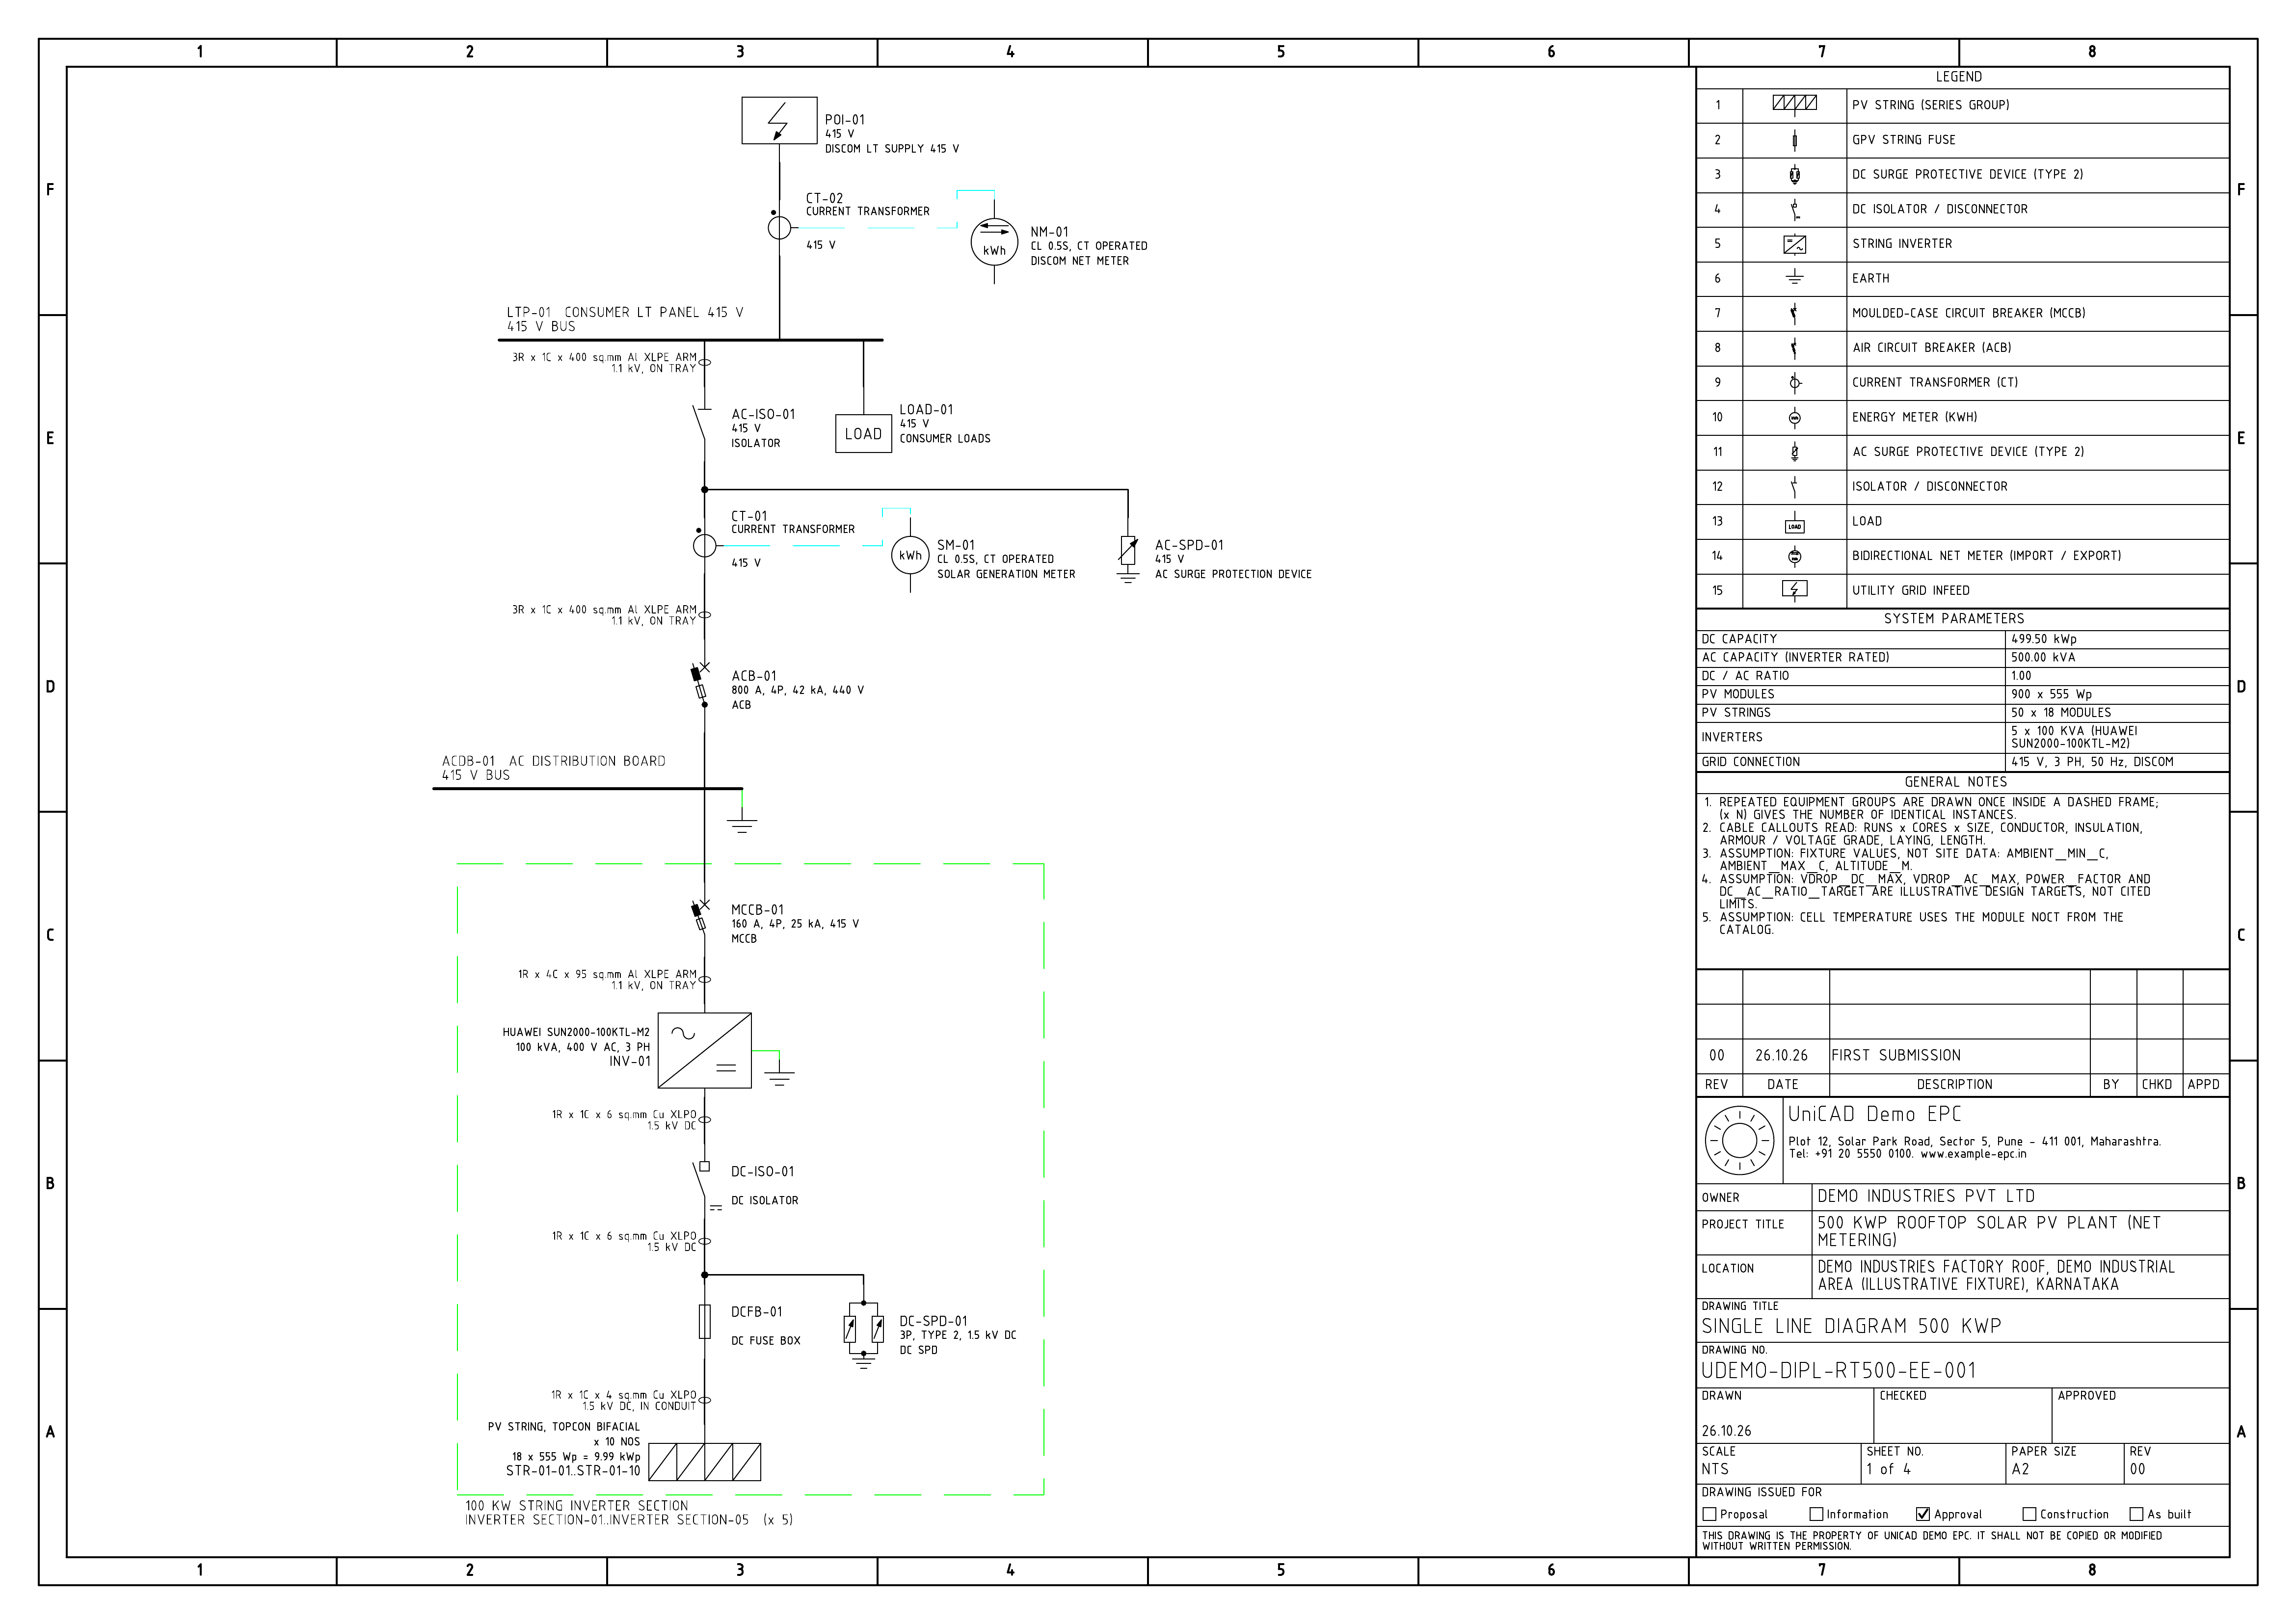 1 2 3 4 5 6 7 8
F
E
D
C
B
A
POI-01
415 V
DISCOM LT SUPPLY 415 V
CT-02
CURRENT TRANSFORMER
415 V
kWh
NM-01
CL 0.5S, CT OPERATED
DISCOM NET METER
LTP-01 CONSUMER LT PANEL 415 V
415 V BUS
3R x 1C x 400 sq.mm Al XLPE ARM
1.1 kV, ON TRAY
AC-ISO-01
415 V
ISOLATOR
LOAD
LOAD-01
415 V
CONSUMER LOADS
CT-01
CURRENT TRANSFORMER
415 V
kWh
SM-01
CL 0.5S, CT OPERATED
SOLAR GENERATION METER
AC-SPD-01
415 V
AC SURGE PROTECTION DEVICE
3R x 1C x 400 sq.mm Al XLPE ARM
1.1 kV, ON TRAY
ACB-01
800 A, 4P, 42 kA, 440 V
ACB
ACDB-01 AC DISTRIBUTION BOARD
415 V BUS
MCCB-01
160 A, 4P, 25 kA, 415 V
MCCB
1R x 4C x 95 sq.mm Al XLPE ARM
1.1 kV, ON TRAY
HUAWEI SUN2000-100KTL-M2
100 kVA, 400 V AC, 3 PH
INV-01
1R x 1C x 6 sq.mm Cu XLPO
1.5 kV DC
DC-ISO-01
DC ISOLATOR
1R x 1C x 6 sq.mm Cu XLPO
1.5 kV DC
DCFB-01
DC FUSE BOX
DC-SPD-01
3P, TYPE 2, 1.5 kV DC
DC SPD
1R x 1C x 4 sq.mm Cu XLPO
1.5 kV DC, IN CONDUIT
PV STRING, TOPCON BIFACIAL
x 10 NOS
18 x 555 Wp = 9.99 kWp
STR-01-01..STR-01-10
100 KW STRING INVERTER SECTION
INVERTER SECTION-01..INVERTER SECTION-05 (x 5)
LEGEND
1 PV STRING (SERIES GROUP)
2 GPV STRING FUSE
3 DC SURGE PROTECTIVE DEVICE (TYPE 2)
4 DC ISOLATOR / DISCONNECTOR
5 STRING INVERTER
6 EARTH
7 MOULDED-CASE CIRCUIT BREAKER (MCCB)
8 AIR CIRCUIT BREAKER (ACB)
9 CURRENT TRANSFORMER (CT)
10 ENERGY METER (KWH)
11 AC SURGE PROTECTIVE DEVICE (TYPE 2)
12 ISOLATOR / DISCONNECTOR
13 LOAD LOAD
14 BIDIRECTIONAL NET METER (IMPORT / EXPORT)
15 UTILITY GRID INFEED
SYSTEM PARAMETERS
DC CAPACITY 499.50 kWp
AC CAPACITY (INVERTER RATED) 500.00 kVA
DC / AC RATIO 1.00
PV MODULES 900 x 555 Wp
PV STRINGS 50 x 18 MODULES
INVERTERS 5 x 100 KVA (HUAWEI
SUN2000-100KTL-M2)
GRID CONNECTION 415 V, 3 PH, 50 Hz, DISCOM
GENERAL NOTES
1. REPEATED EQUIPMENT GROUPS ARE DRAWN ONCE INSIDE A DASHED FRAME;
(x N) GIVES THE NUMBER OF IDENTICAL INSTANCES.
2. CABLE CALLOUTS READ: RUNS x CORES x SIZE, CONDUCTOR, INSULATION,
ARMOUR / VOLTAGE GRADE, LAYING, LENGTH.
3. ASSUMPTION: FIXTURE VALUES, NOT SITE DATA: AMBIENT_MIN_C,
AMBIENT_MAX_C, ALTITUDE_M.
4. ASSUMPTION: VDROP_DC_MAX, VDROP_AC_MAX, POWER_FACTOR AND
DC_AC_RATIO_TARGET ARE ILLUSTRATIVE DESIGN TARGETS, NOT CITED
LIMITS.
5. ASSUMPTION: CELL TEMPERATURE USES THE MODULE NOCT FROM THE
CATALOG.
00 26.10.26 FIRST SUBMISSION
REV DATE DESCRIPTION BY CHKD APPD
UniCAD Demo EPC
Plot 12, Solar Park Road, Sector 5, Pune - 411 001, Maharashtra.
Tel: +91 20 5550 0100. www.example-epc.in
OWNER DEMO INDUSTRIES PVT LTD
PROJECT TITLE 500 KWP ROOFTOP SOLAR PV PLANT (NET
METERING)
LOCATION DEMO INDUSTRIES FACTORY ROOF, DEMO INDUSTRIAL
AREA (ILLUSTRATIVE FIXTURE), KARNATAKA
DRAWING TITLE
SINGLE LINE DIAGRAM 500 KWP
DRAWING NO.
UDEMO-DIPL-RT500-EE-001
DRAWN CHECKED APPROVED
26.10.26
SCALE SHEET NO. PAPER SIZE REV
NTS 1 of 4 A2 00
DRAWING ISSUED FOR
Proposal Information Approval Construction As built
THIS DRAWING IS THE PROPERTY OF UNICAD DEMO EPC. IT SHALL NOT BE COPIED OR MODIFIED
WITHOUT WRITTEN PERMISSION.
F
E
D
C
B
A
1 2 3 4 5 6 7 8